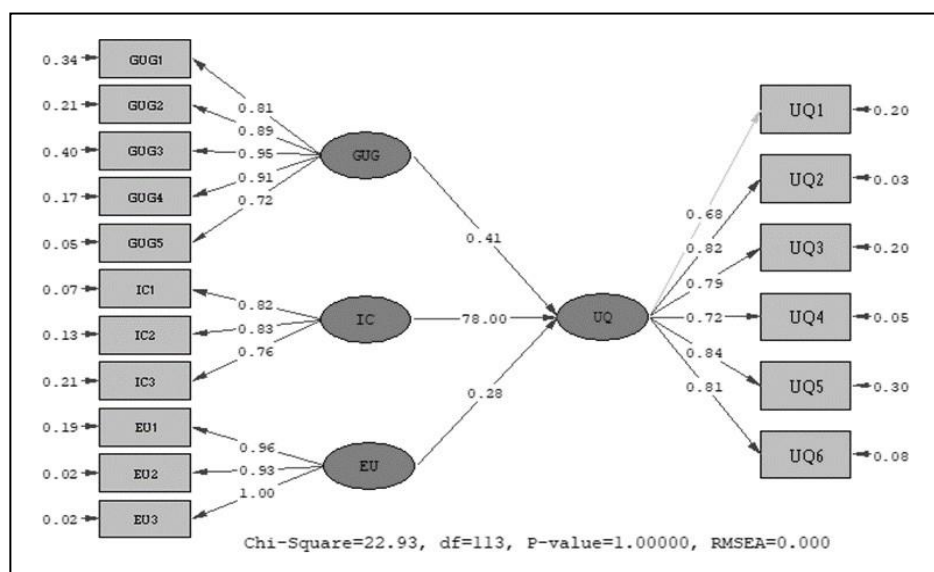 0.34 GUG1
0.21 GUG2
0.40 GUG3
0.17 GUG4
0.05 GUG5
0.07 IC1
0.13 IC2
0.21 IC3
0.19 EU1
0.02 EU2
0.02 EU3
0.81
0.89
0.95
0.91
0.72
0.82
0.83
0.76
0.96
0.93
1.00
GUG
IC
EU
0.41
78.00
0.28
UQ
0.68
0.82
0.79
0.72
0.84
0.81
UQ1 0.20
UQ2 0.03
UQ3 0.20
UQ4 0.05
UQ5 0.30
UQ6 0.08
Chi-Square=22.93, df=113, P-value=1.00000, RMSEA=0.000